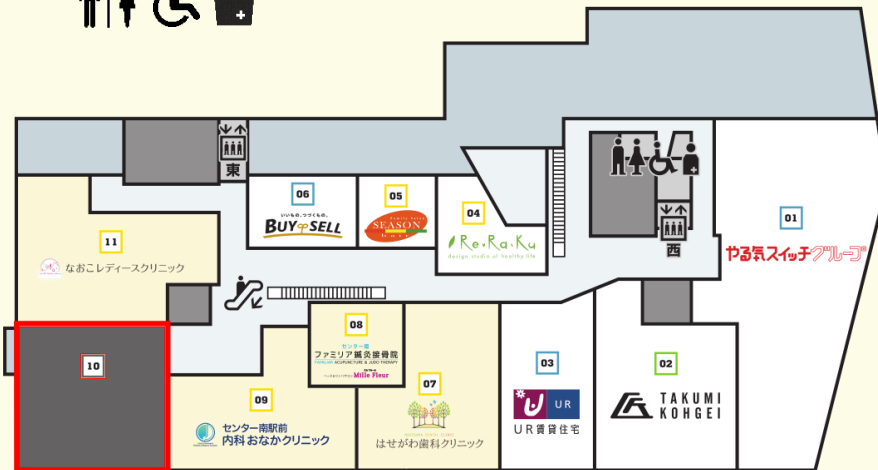 東
06
いいもの、つづくもの。
BUY SELL
05
Family Salon
SEASON
hair
04
Re.Ra.Ku
design studio of healthy life
西
01
やる気スイッチグループ
11
なおこレディースクリニック
10
09
センター南駅前
内科おなかクリニック
08
センター南
ファミリア鍼灸接骨院
Mille Fleur
07
はせがわ歯科クリニック
03
UR
UR賃貸住宅
02
TAKUMI
KOHGEI